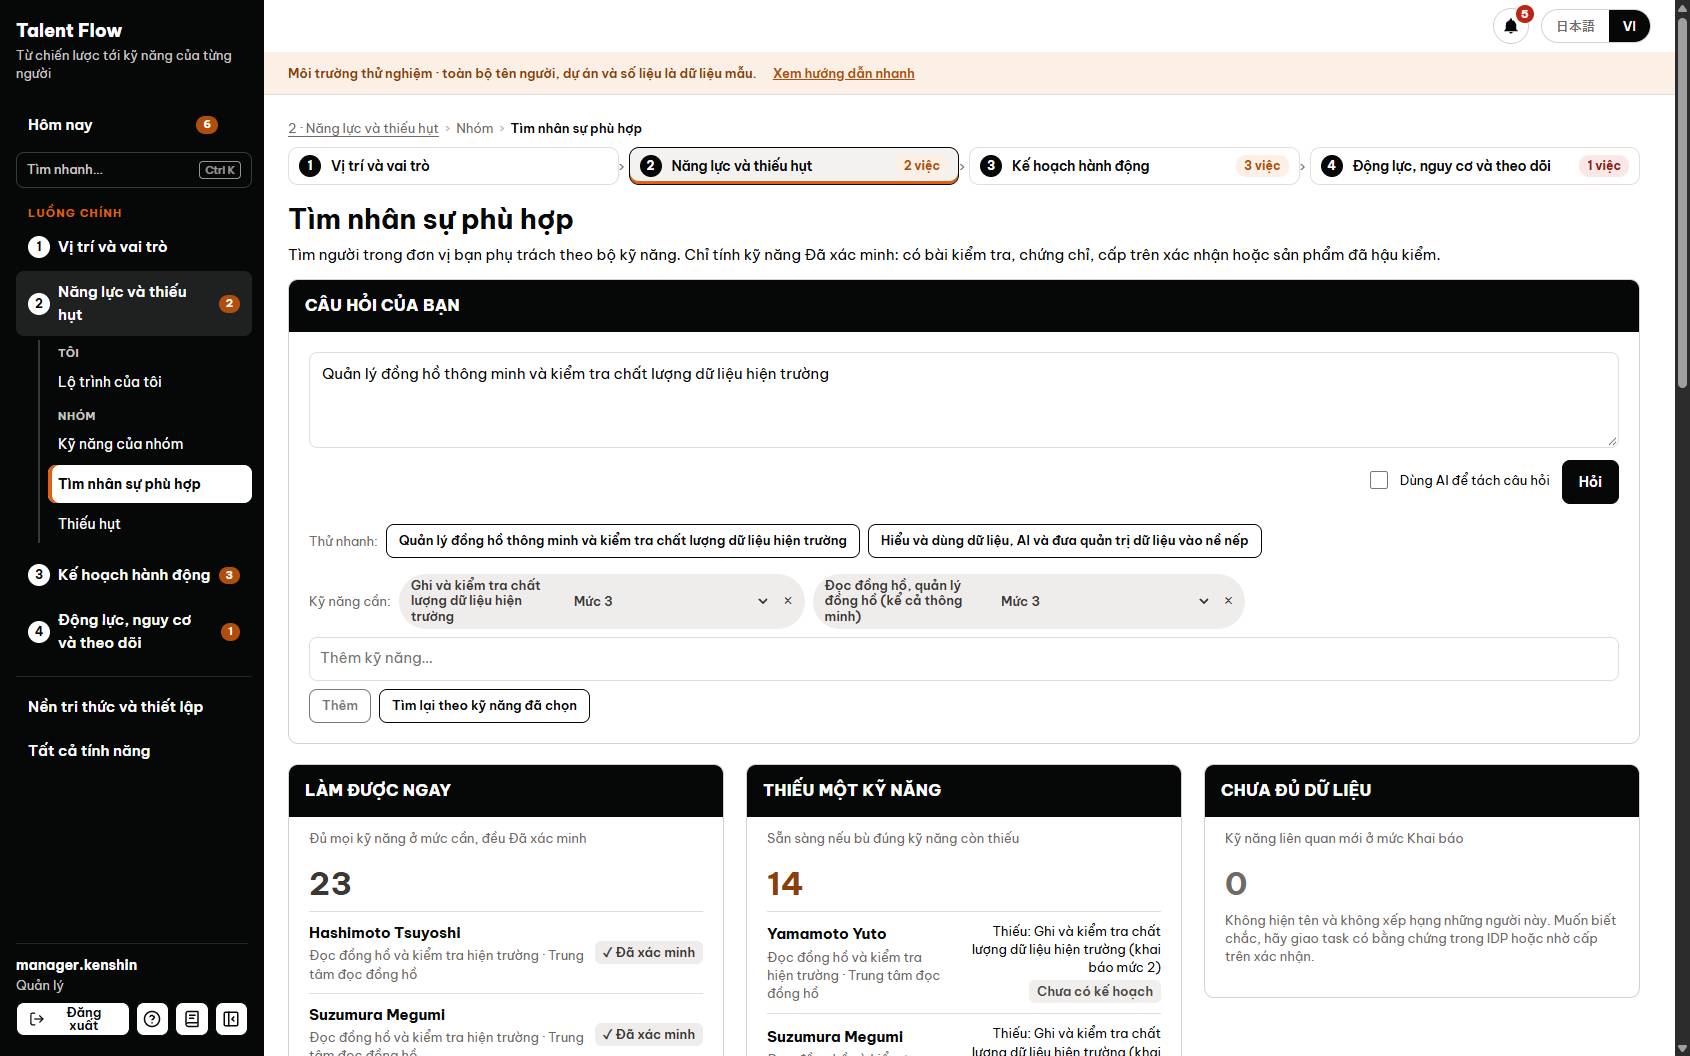 Talent Flow
Từ chiến lược tới kỹ năng của từng
người
Hôm nay
6
Tìm nhanh...
Ctrl K
LUỒNG CHÍNH
1
Vị trí và vai trò
2
Năng lực và thiếu
hụt
2
TÔI
Lộ trình của tôi
NHÓM
Kỹ năng của nhóm
Tìm nhân sự phù hợp
Thiếu hụt
3
Kế hoạch hành động
3
4
Động lực, nguy cơ
và theo dõi
1
Nền tri thức và thiết lập
Tất cả tính năng
manager.kenshin
Quản lý
Đăng
xuất
5
日本語
VI
Môi trường thử nghiệm · toàn bộ tên người, dự án và số liệu là dữ liệu mẫu.
Xem hướng dẫn nhanh
2 · Năng lực và thiếu hụt › Nhóm › Tìm nhân sự phù hợp
1 Vị trí và vai trò ›
2 Năng lực và thiếu hụt 2 việc ›
3 Kế hoạch hành động 3 việc ›
4 Động lực, nguy cơ và theo dõi 1 việc
Tìm nhân sự phù hợp
Tìm người trong đơn vị bạn phụ trách theo bộ kỹ năng. Chỉ tính kỹ năng Đã xác minh: có bài kiểm tra, chứng chỉ, cấp trên xác nhận hoặc sản phẩm đã hậu kiểm.
CÂU HỎI CỦA BẠN
Quản lý đồng hồ thông minh và kiểm tra chất lượng dữ liệu hiện trường
Dùng AI để tách câu hỏi
Hỏi
Thử nhanh:
Quản lý đồng hồ thông minh và kiểm tra chất lượng dữ liệu hiện trường
Hiểu và dùng dữ liệu, AI và đưa quản trị dữ liệu vào nề nếp
Kỹ năng cần:
Ghi và kiểm tra chất
lượng dữ liệu hiện
trường
Mức 3
×
Đọc đồng hồ, quản lý
đồng hồ (kể cả thông
minh)
Mức 3
×
Thêm kỹ năng...
Thêm
Tìm lại theo kỹ năng đã chọn
LÀM ĐƯỢC NGAY
Đủ mọi kỹ năng ở mức cần, đều Đã xác minh
23
Hashimoto Tsuyoshi
Đọc đồng hồ và kiểm tra hiện trường · Trung
tâm đọc đồng hồ
✓ Đã xác minh
Suzumura Megumi
Đọc đồng hồ và kiểm tra hiện trường · Trung
tâm đọc đồng hồ
✓ Đã xác minh
THIẾU MỘT KỸ NĂNG
Sẵn sàng nếu bù đúng kỹ năng còn thiếu
14
Yamamoto Yuto
Đọc đồng hồ và kiểm tra
hiện trường · Trung tâm đọc
đồng hồ
Thiếu: Ghi và kiểm tra chất
lượng dữ liệu hiện trường (khai
báo mức 2)
Chưa có kế hoạch
Suzumura Megumi
Thiếu: Ghi và kiểm tra chất
lượng dữ liệu hiện trường (khai
CHƯA ĐỦ DỮ LIỆU
Kỹ năng liên quan mới ở mức Khai báo
0
Không hiện tên và không xếp hạng những người này. Muốn biết
chắc, hãy giao task có bằng chứng trong IDP hoặc nhờ cấp
trên xác nhận.